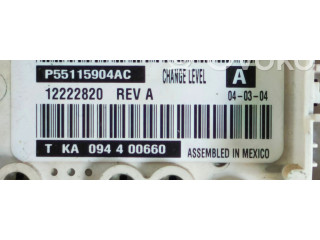 P55115904AC CHANGE LEVEL A
12222820 REV A 04-03-04
T KA 094 4 00660 ASSEMBLED IN MEXICO